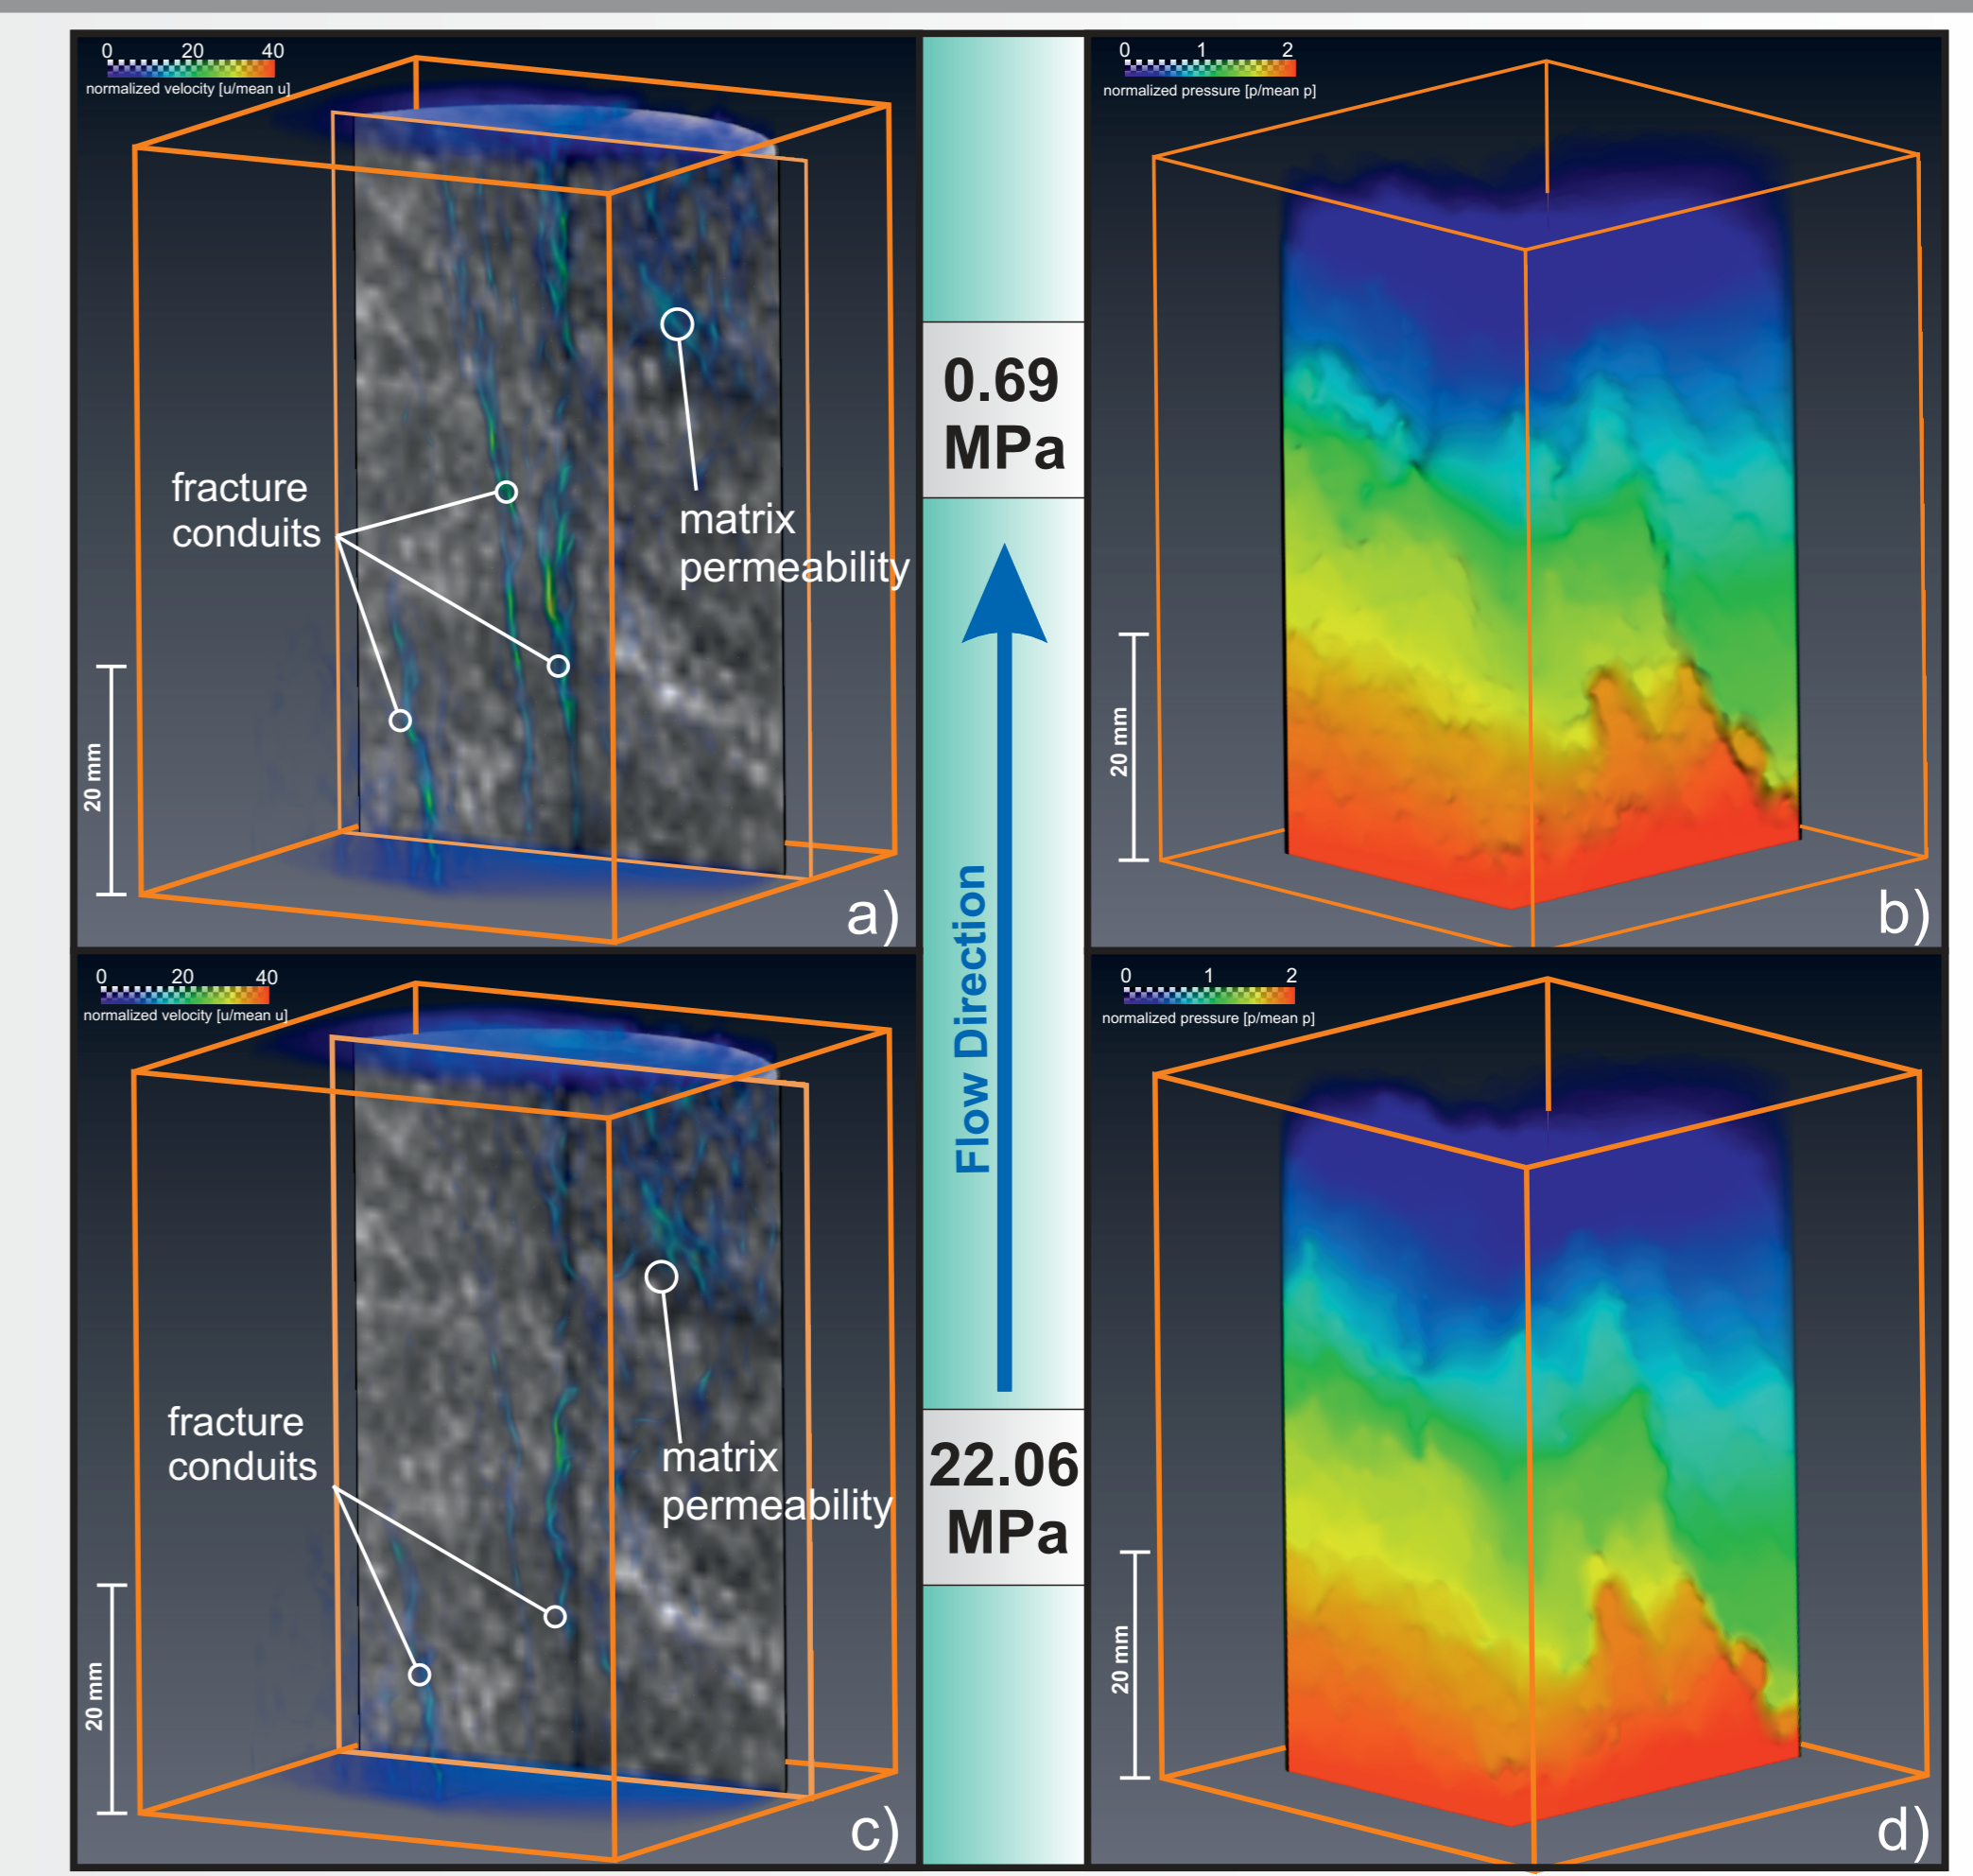 0 20 40
normalized velocity [u/mean u]
fracture
conduits
matrix
permeability
20 mm
a)
0.69
MPa
Flow Direction
22.06
MPa
0 1 2
normalized pressure [p/mean p]
20 mm
b)
0 20 40
normalized velocity [u/mean u]
fracture
conduits
matrix
permeability
20 mm
c)
0 1 2
normalized pressure [p/mean p]
20 mm
d)